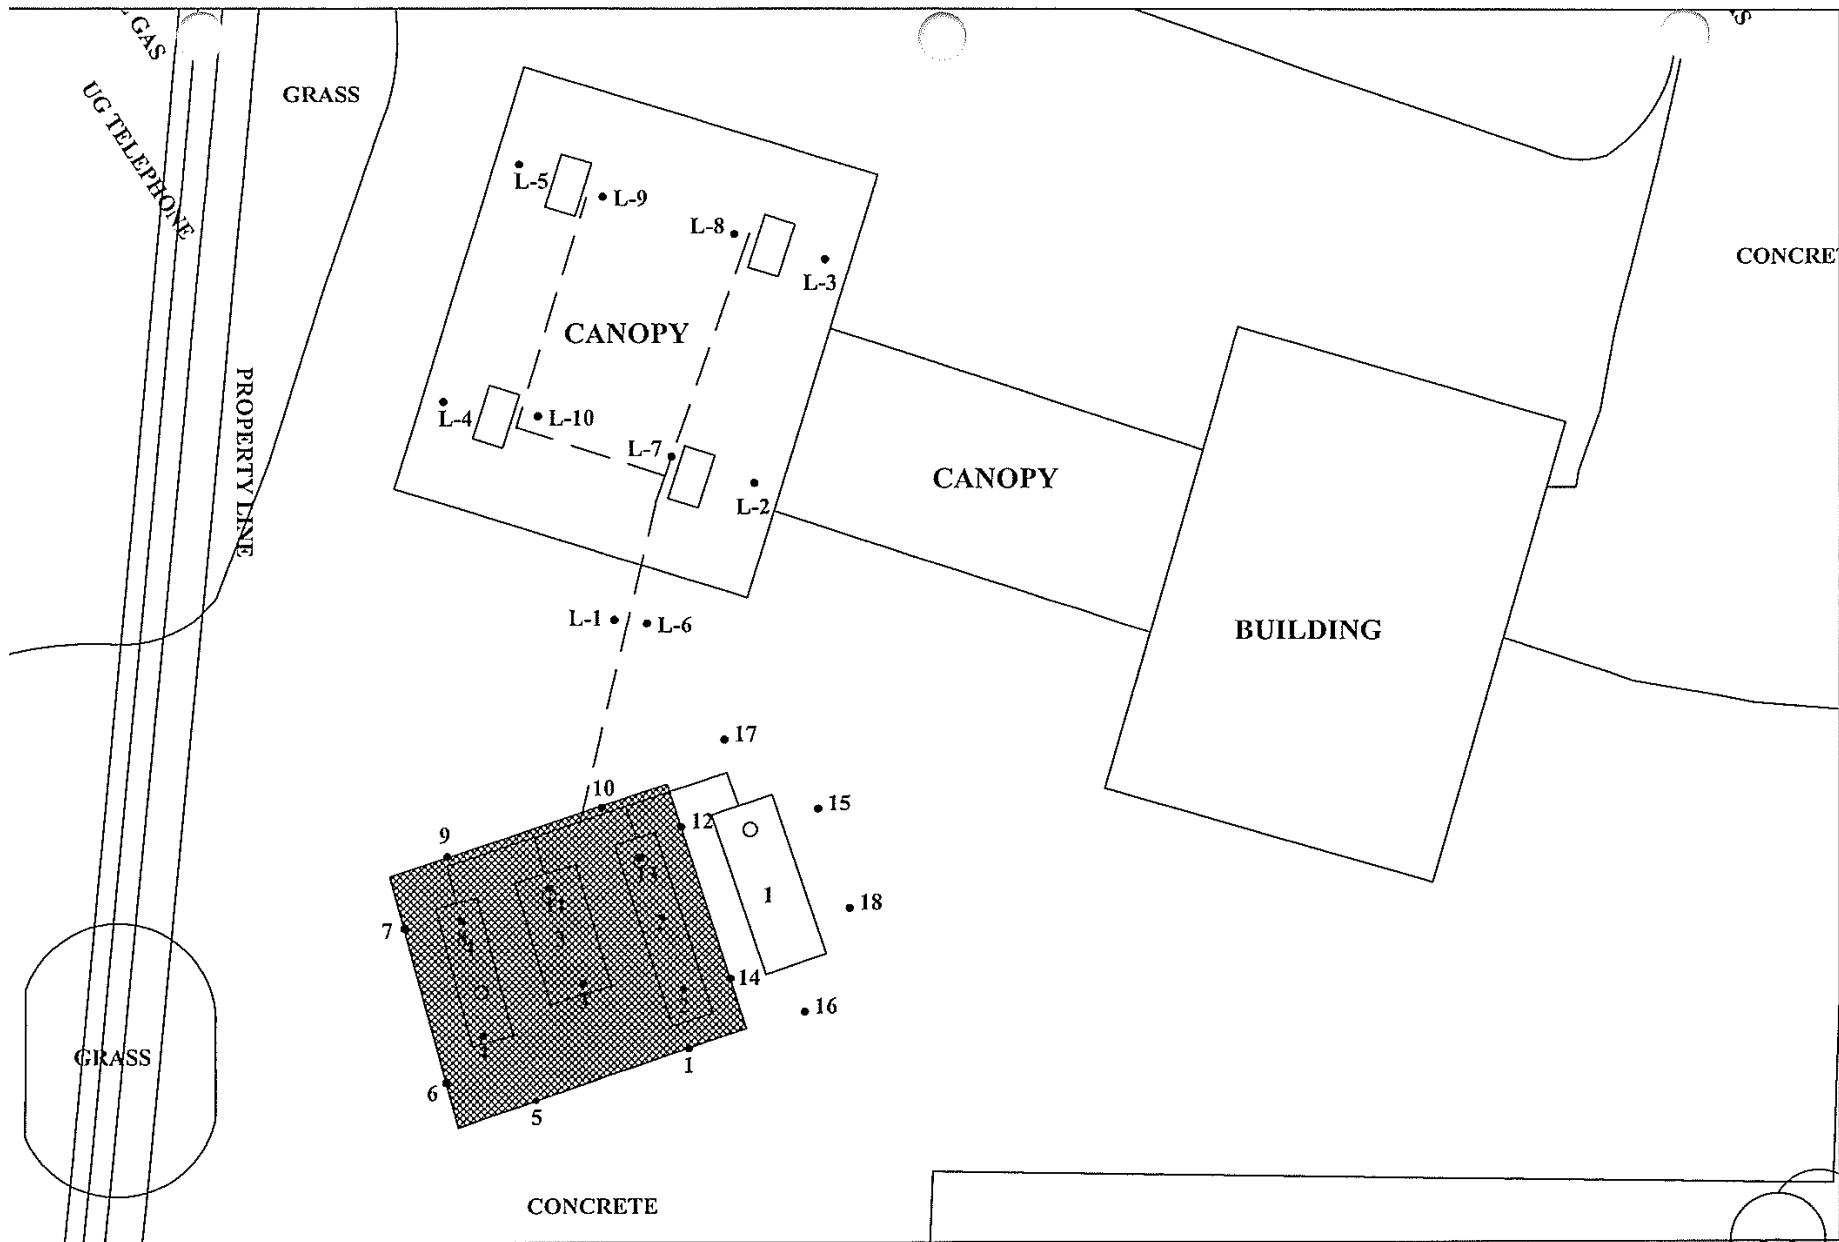 GAS
UG TELEPHONE
GRASS
L-5
L-9
L-8
L-3
CANOPY
PROPERTY LINE
L-4
L-10
L-7
L-2
CANOPY
BUILDING
L-1
L-6
17
10
15
12
9
1
18
7
3
14
16
GRASS
1
6
5
CONCRETE